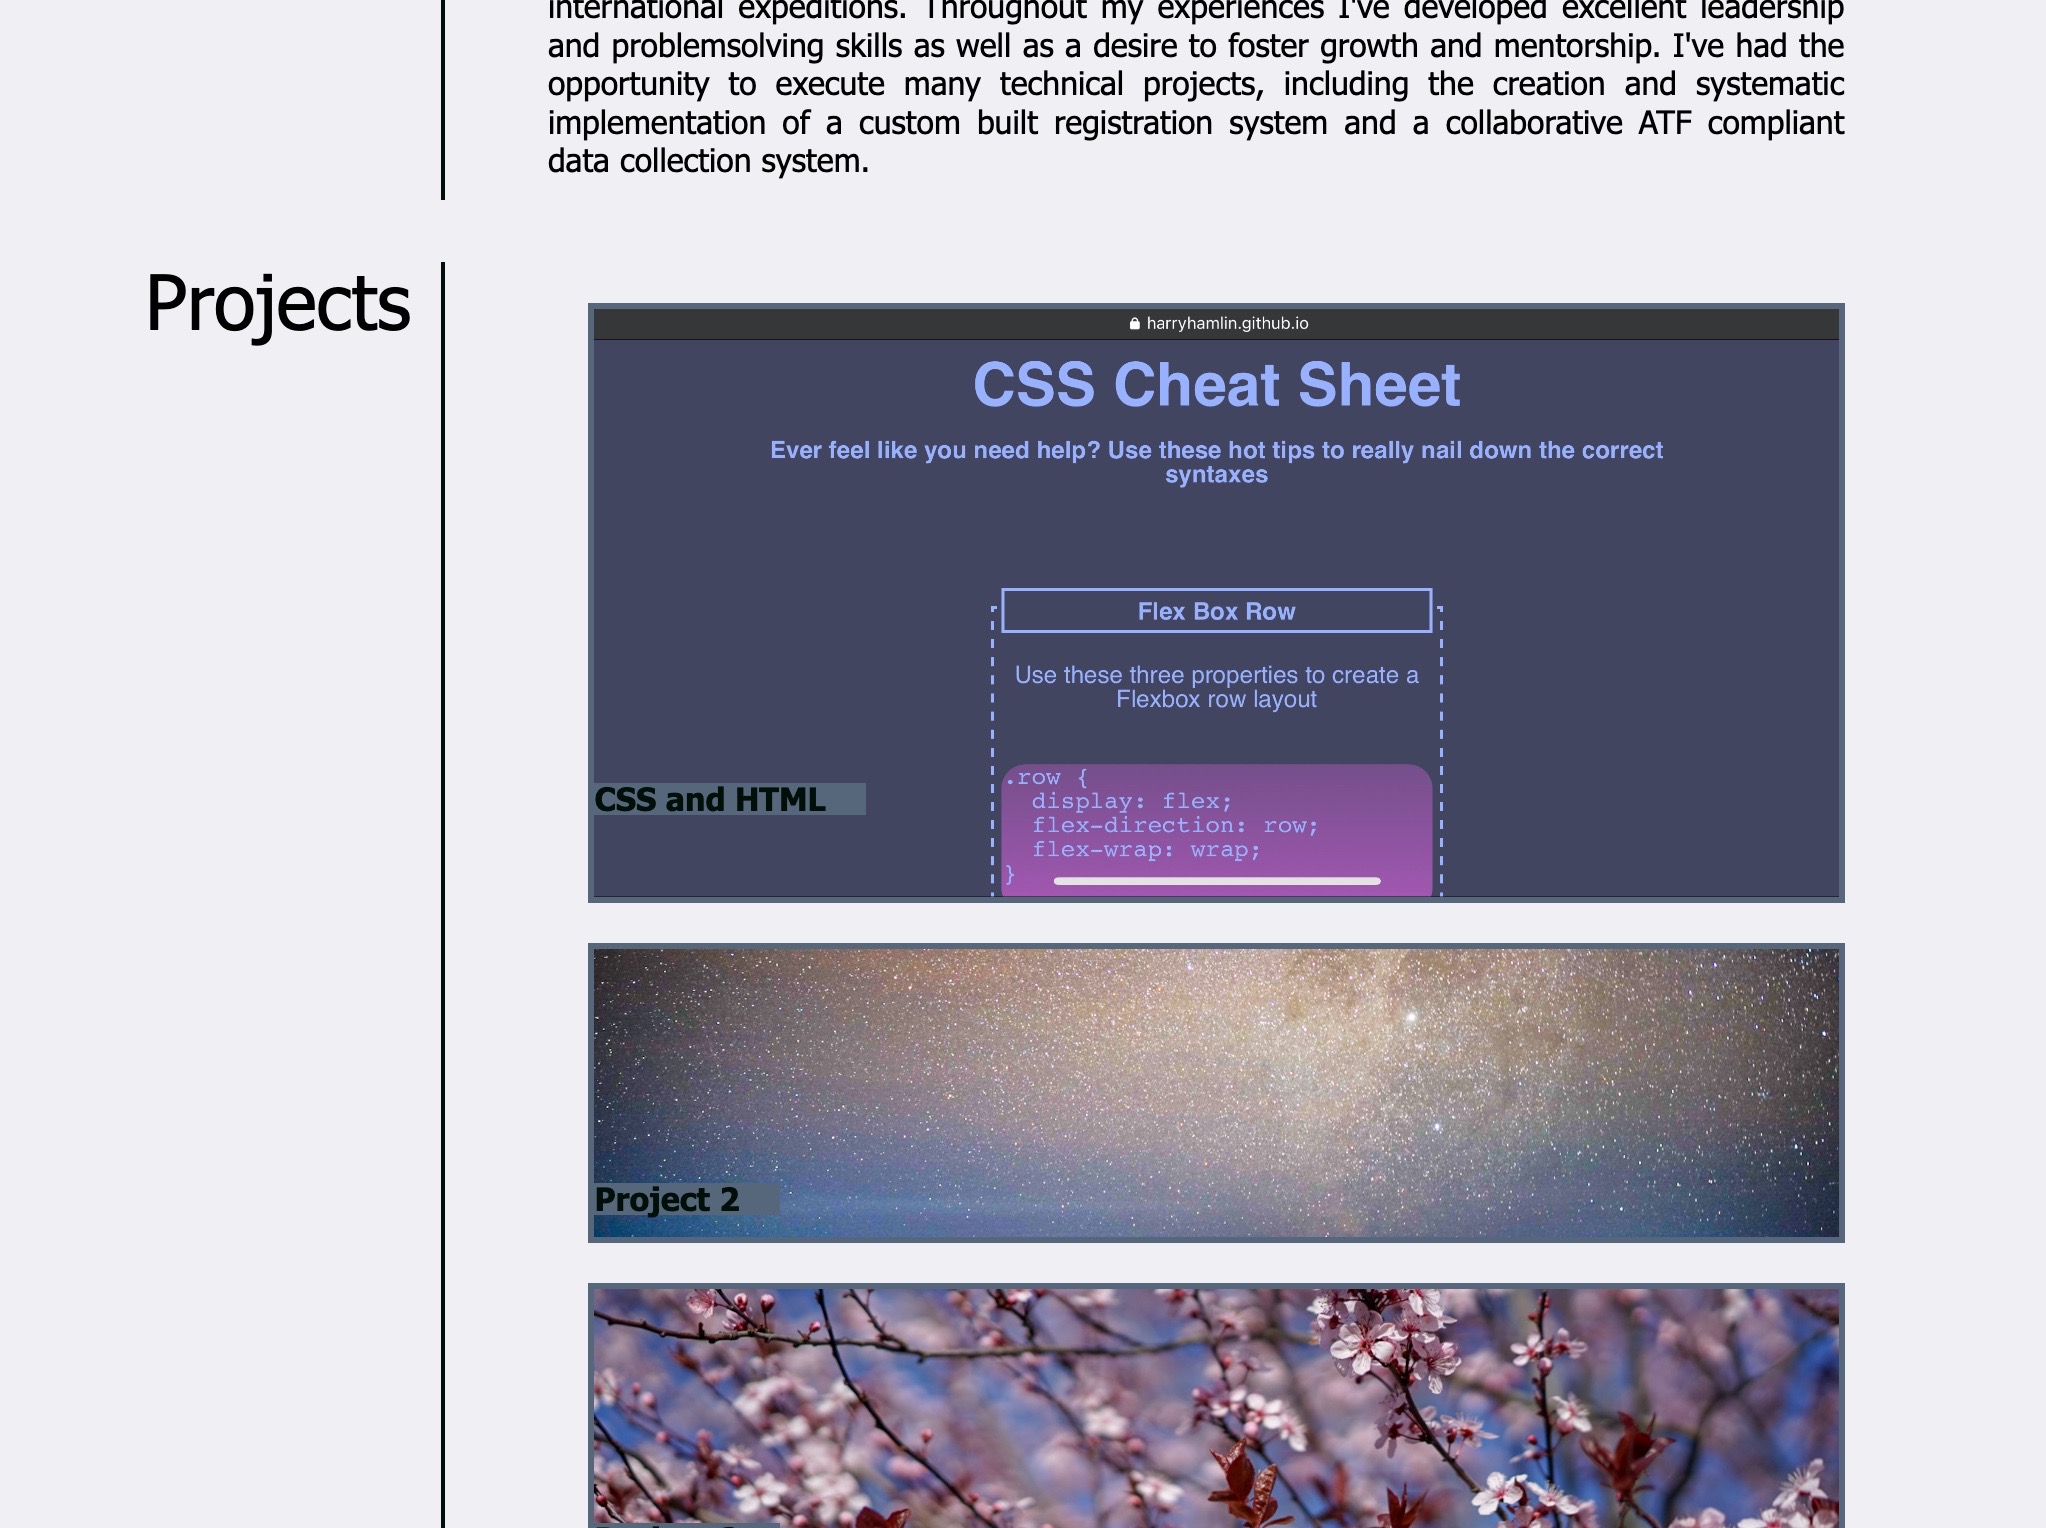 international expeditions. Throughout my experiences I've developed excellent leadership
and problemsolving skills as well as a desire to foster growth and mentorship. I've had the
opportunity to execute many technical projects, including the creation and systematic
implementation of a custom built registration system and a collaborative ATF compliant
data collection system.
Projects
harryhamlin.github.io
CSS Cheat Sheet
Ever feel like you need help? Use these hot tips to really nail down the correct
syntaxes
Flex Box Row
Use these three properties to create a
Flexbox row layout
.row {
display: flex;
flex-direction: row;
flex-wrap: wrap;
}
CSS and HTML
Project 2